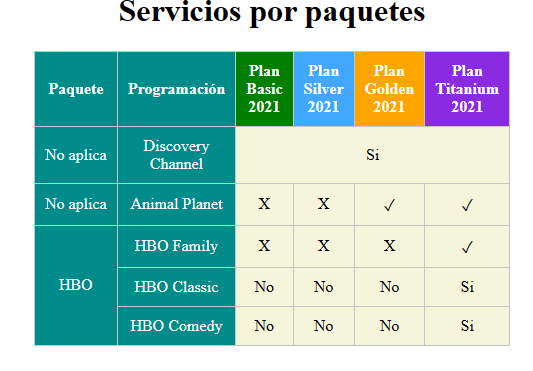 Servicios por paquetes
Paquete Programación Plan Basic 2021 Plan Silver 2021 Plan Golden 2021 Plan Titanium 2021
No aplica Discovery Channel Si
No aplica Animal Planet X X ✓ ✓
HBO HBO Family X X X ✓
HBO Classic No No No Si
HBO Comedy No No No Si